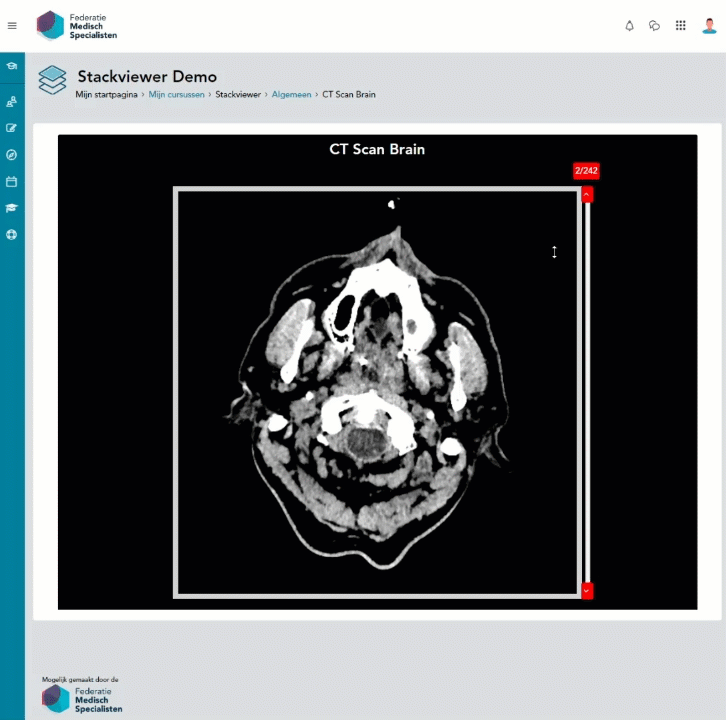 Federatie
Medisch
Specialisten
Stackviewer Demo
Mijn startpagina > Mijn cursussen > Stackviewer > Algemeen > CT Scan Brain
CT Scan Brain
2/242
Mogelijk gemaakt door de
Federatie
Medisch
Specialisten